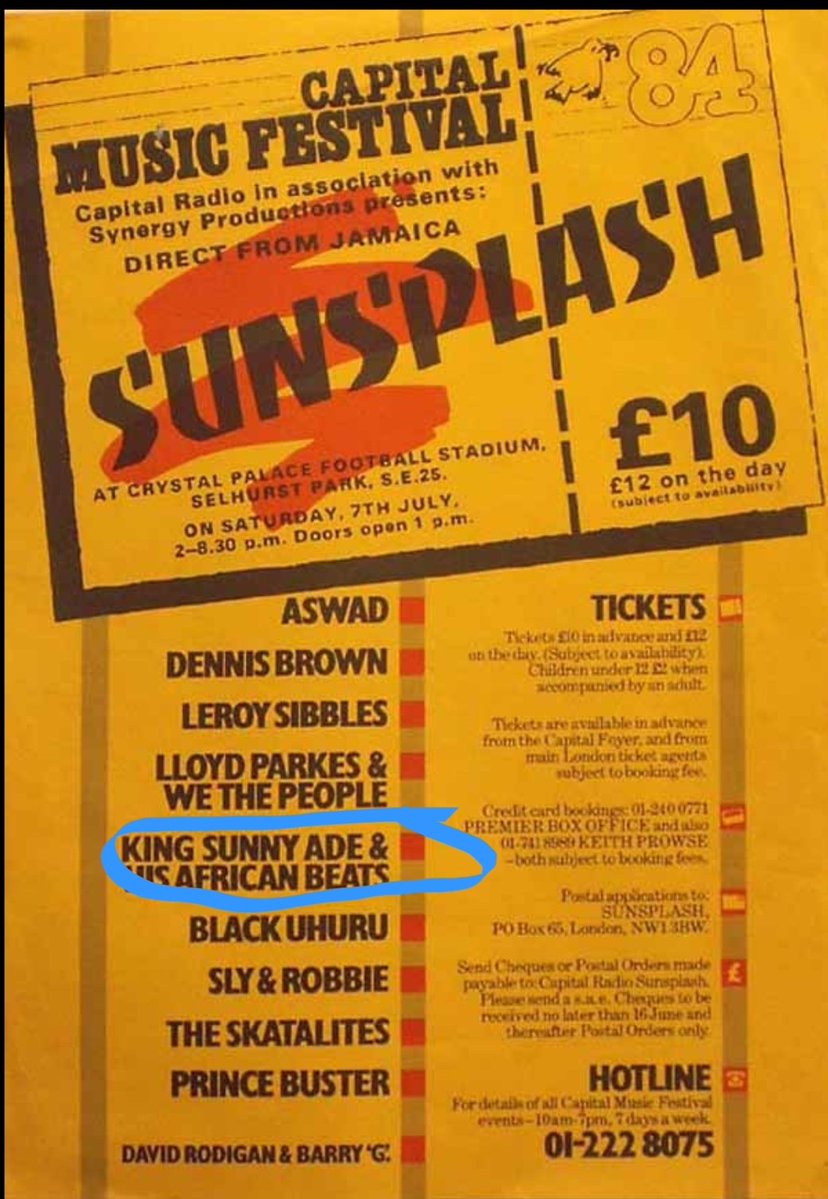 CAPITAL
MUSIC FESTIVAL
'84
Capital Radio in association with
Synergy Productions presents:
DIRECT FROM JAMAICA
SUNSPLASH
AT CRYSTAL PALACE FOOTBALL STADIUM,
SELHURST PARK, S.E.25.
ON SATURDAY, 7TH JULY,
2–8.30 p.m. Doors open 1 p.m.
£10
£12 on the day
(subject to availability)
ASWAD
DENNIS BROWN
LEROY SIBBLES
LLOYD PARKES &
WE THE PEOPLE
KING SUNNY ADE &
HIS AFRICAN BEATS
BLACK UHURU
SLY & ROBBIE
THE SKATALITES
PRINCE BUSTER
DAVID RODIGAN & BARRY 'G'.
TICKETS
Tickets £10 in advance and £12
on the day. (Subject to availability).
Children under 12 £2 when
accompanied by an adult.
Tickets are available in advance
from the Capital Foyer, and from
main London ticket agents
subject to booking fee.
Credit card bookings: 01-240 0771
PREMIER BOX OFFICE and also
01-741 8989 KEITH PROWSE
–both subject to booking fees.
Postal applications to:
SUNSPLASH,
PO Box 65, London, NW1 3BW.
Send Cheques or Postal Orders made
payable to: Capital Radio Sunsplash.
Please send a s.a.e. Cheques to be
received no later than 16 June and
thereafter Postal Orders only.
£
HOTLINE
For details of all Capital Music Festival
events–10am-7pm, 7 days a week.
01-222 8075